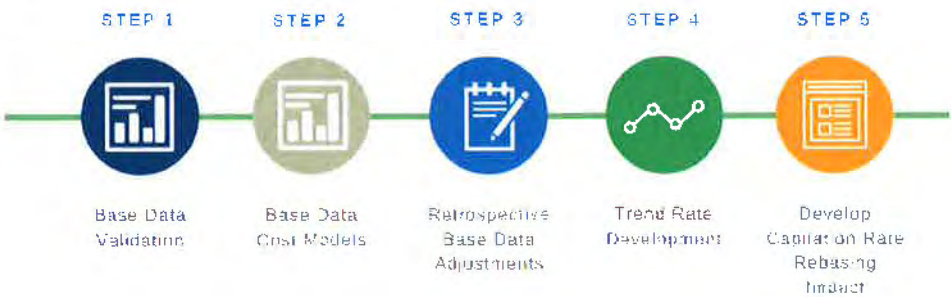 STEP 1
STEP 2
STEP 3
STEP 4
STEP 5
Base Data
Validation
Base Data
Cost Models
Retrospective
Base Data
Adjustments
Trend Rate
Development
Develop
Capitation Rate
Rebasing
Impact